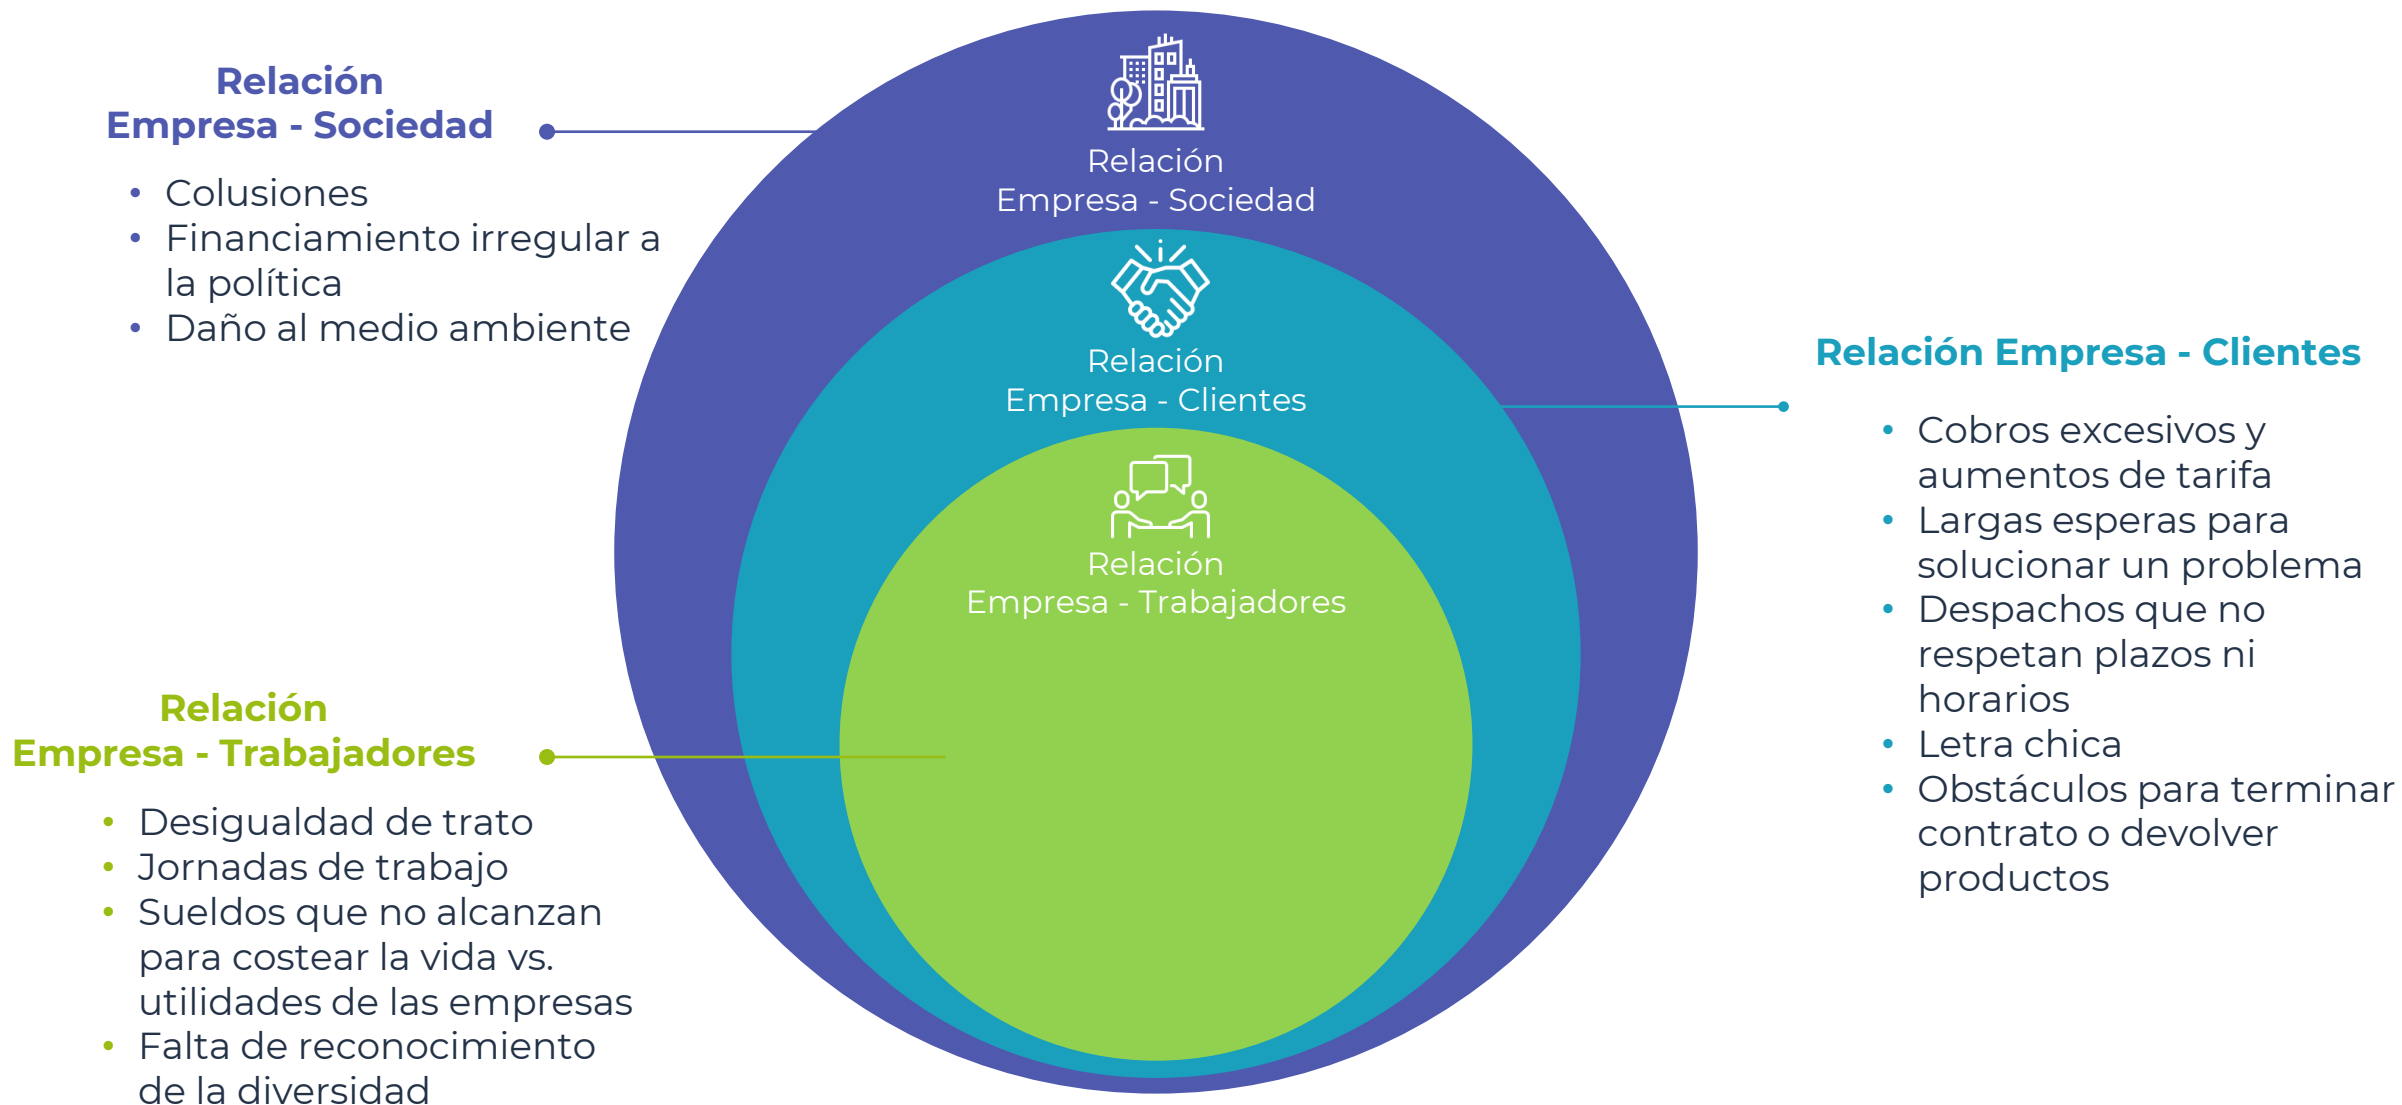 Relación
Empresa - Sociedad
• Colusiones
• Financiamiento irregular a
la política
• Daño al medio ambiente
Relación
Empresa - Sociedad
Relación
Empresa - Clientes
Relación
Empresa - Trabajadores
Relación Empresa - Clientes
• Cobros excesivos y
aumentos de tarifa
• Largas esperas para
solucionar un problema
• Despachos que no
respetan plazos ni
horarios
• Letra chica
• Obstáculos para terminar
contrato o devolver
productos
Relación
Empresa - Trabajadores
• Desigualdad de trato
• Jornadas de trabajo
• Sueldos que no alcanzan
para costear la vida vs.
utilidades de las empresas
• Falta de reconocimiento
de la diversidad